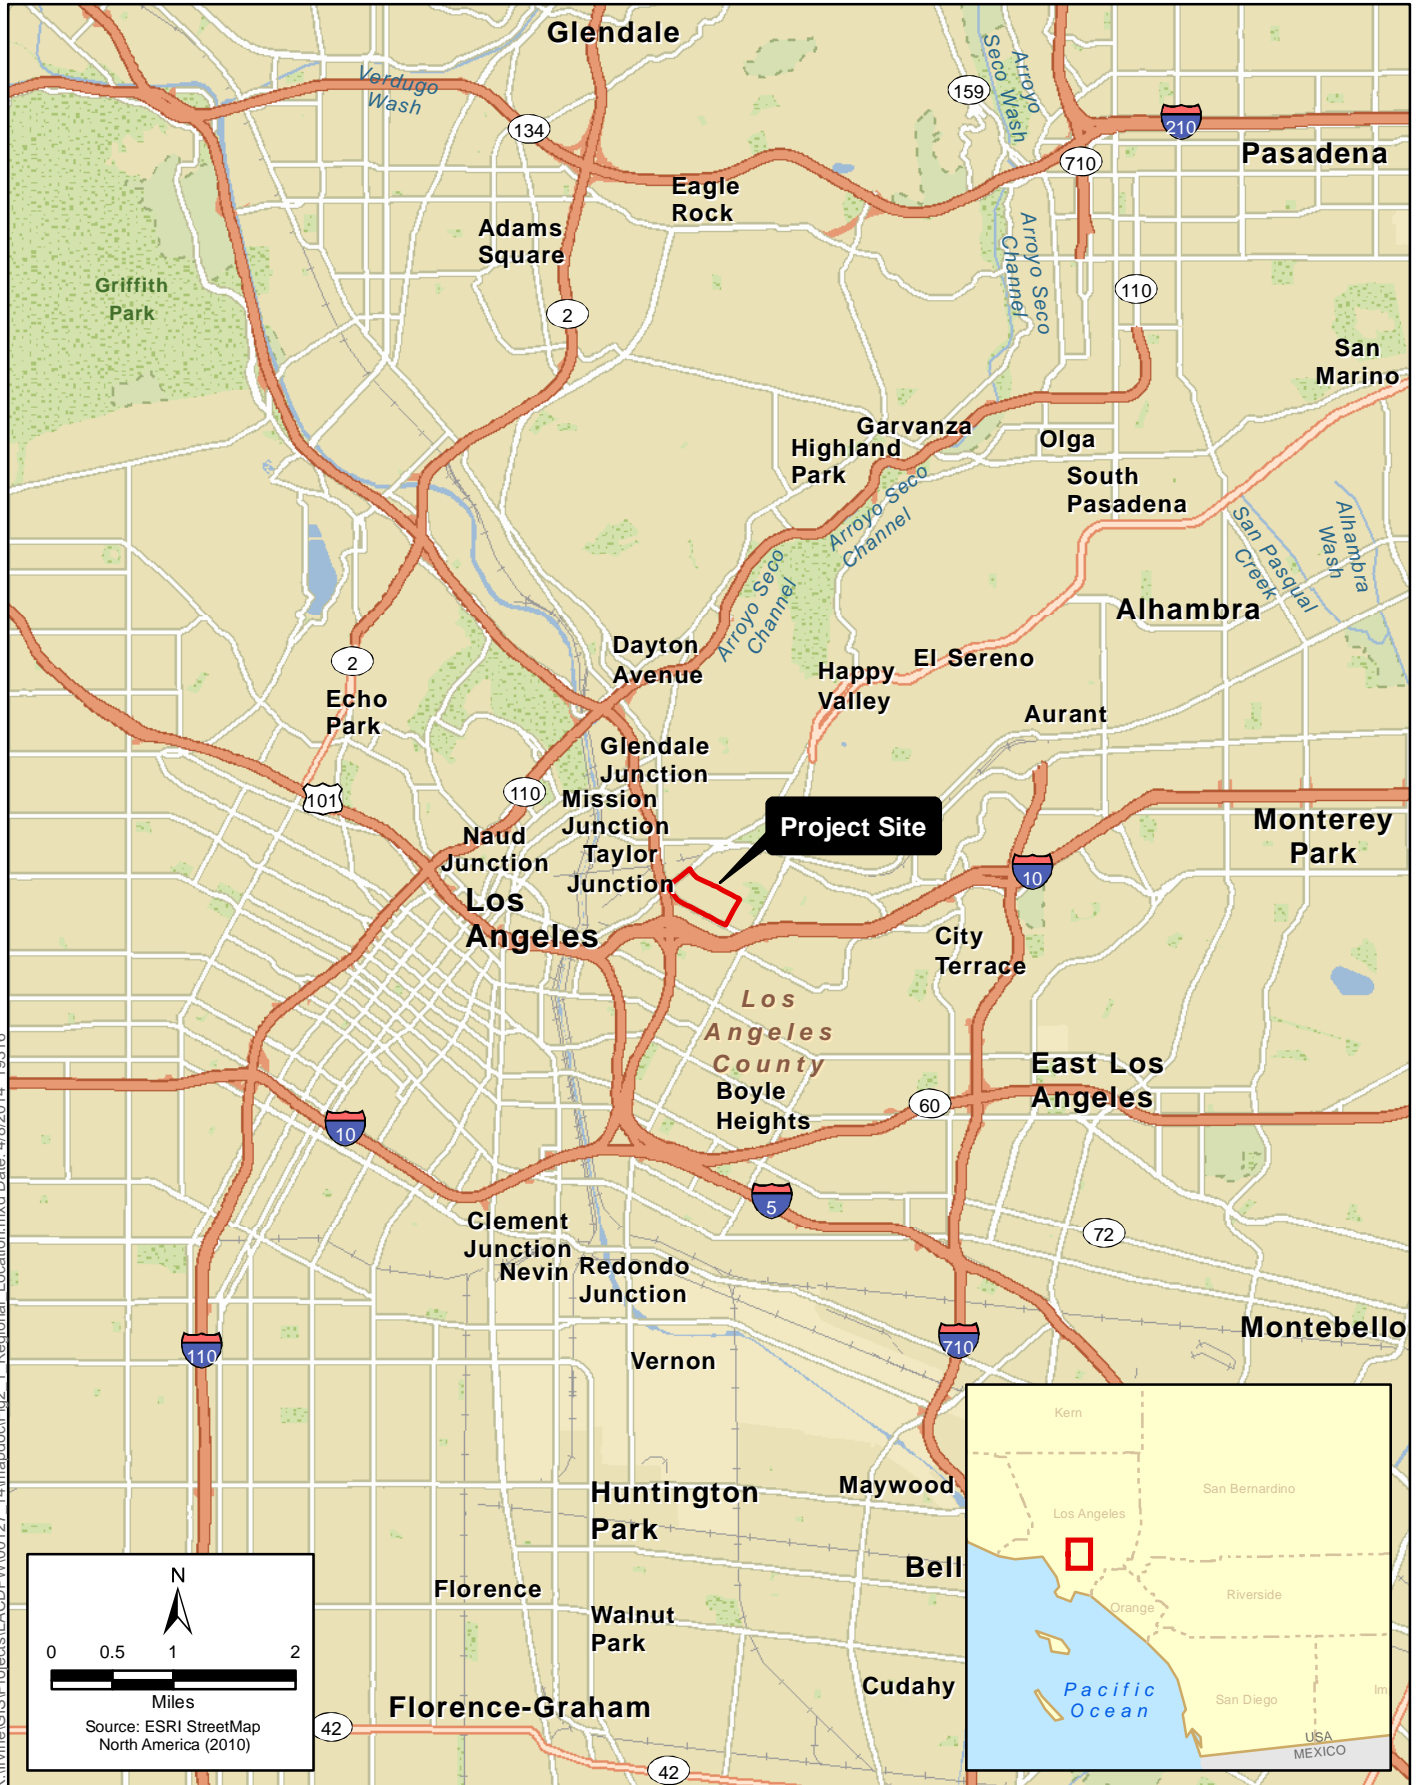 Glendale
Verdugo
Wash
134
159
Arroyo
Seco Wash
210
710
Pasadena
Eagle
Rock
Adams
Square
Arroyo Seco
Channel
Griffith
Park
2
110
San
Marino
Garvanza
Highland
Park
Olga
South
Pasadena
Arroyo Seco
Channel
San Pasqual
Creek
Alhambra
Wash
Arroyo Seco
Channel
Alhambra
Dayton
Avenue
2
Happy
Valley
El Sereno
Echo
Park
Aurant
Glendale
Junction
101
110
Mission
Junction
Project Site
Monterey
Park
Naud
Junction
Taylor
Junction
10
Los
Angeles
City
Terrace
Los
Angeles
County
East Los
Angeles
Boyle
Heights
60
10
5
72
Clement
Junction
Nevin
Redondo
Junction
110
710
Montebello
Vernon
Maywood
Huntington
Park
Bell
Florence
Walnut
Park
Cudahy
Florence-Graham
42
42
N
0 0.5 1 2
Miles
Source: ESRI StreetMap
North America (2010)
Kern
San Bernardino
Los Angeles
Riverside
Orange
Pacific
Ocean
San Diego
Im
USA
MEXICO